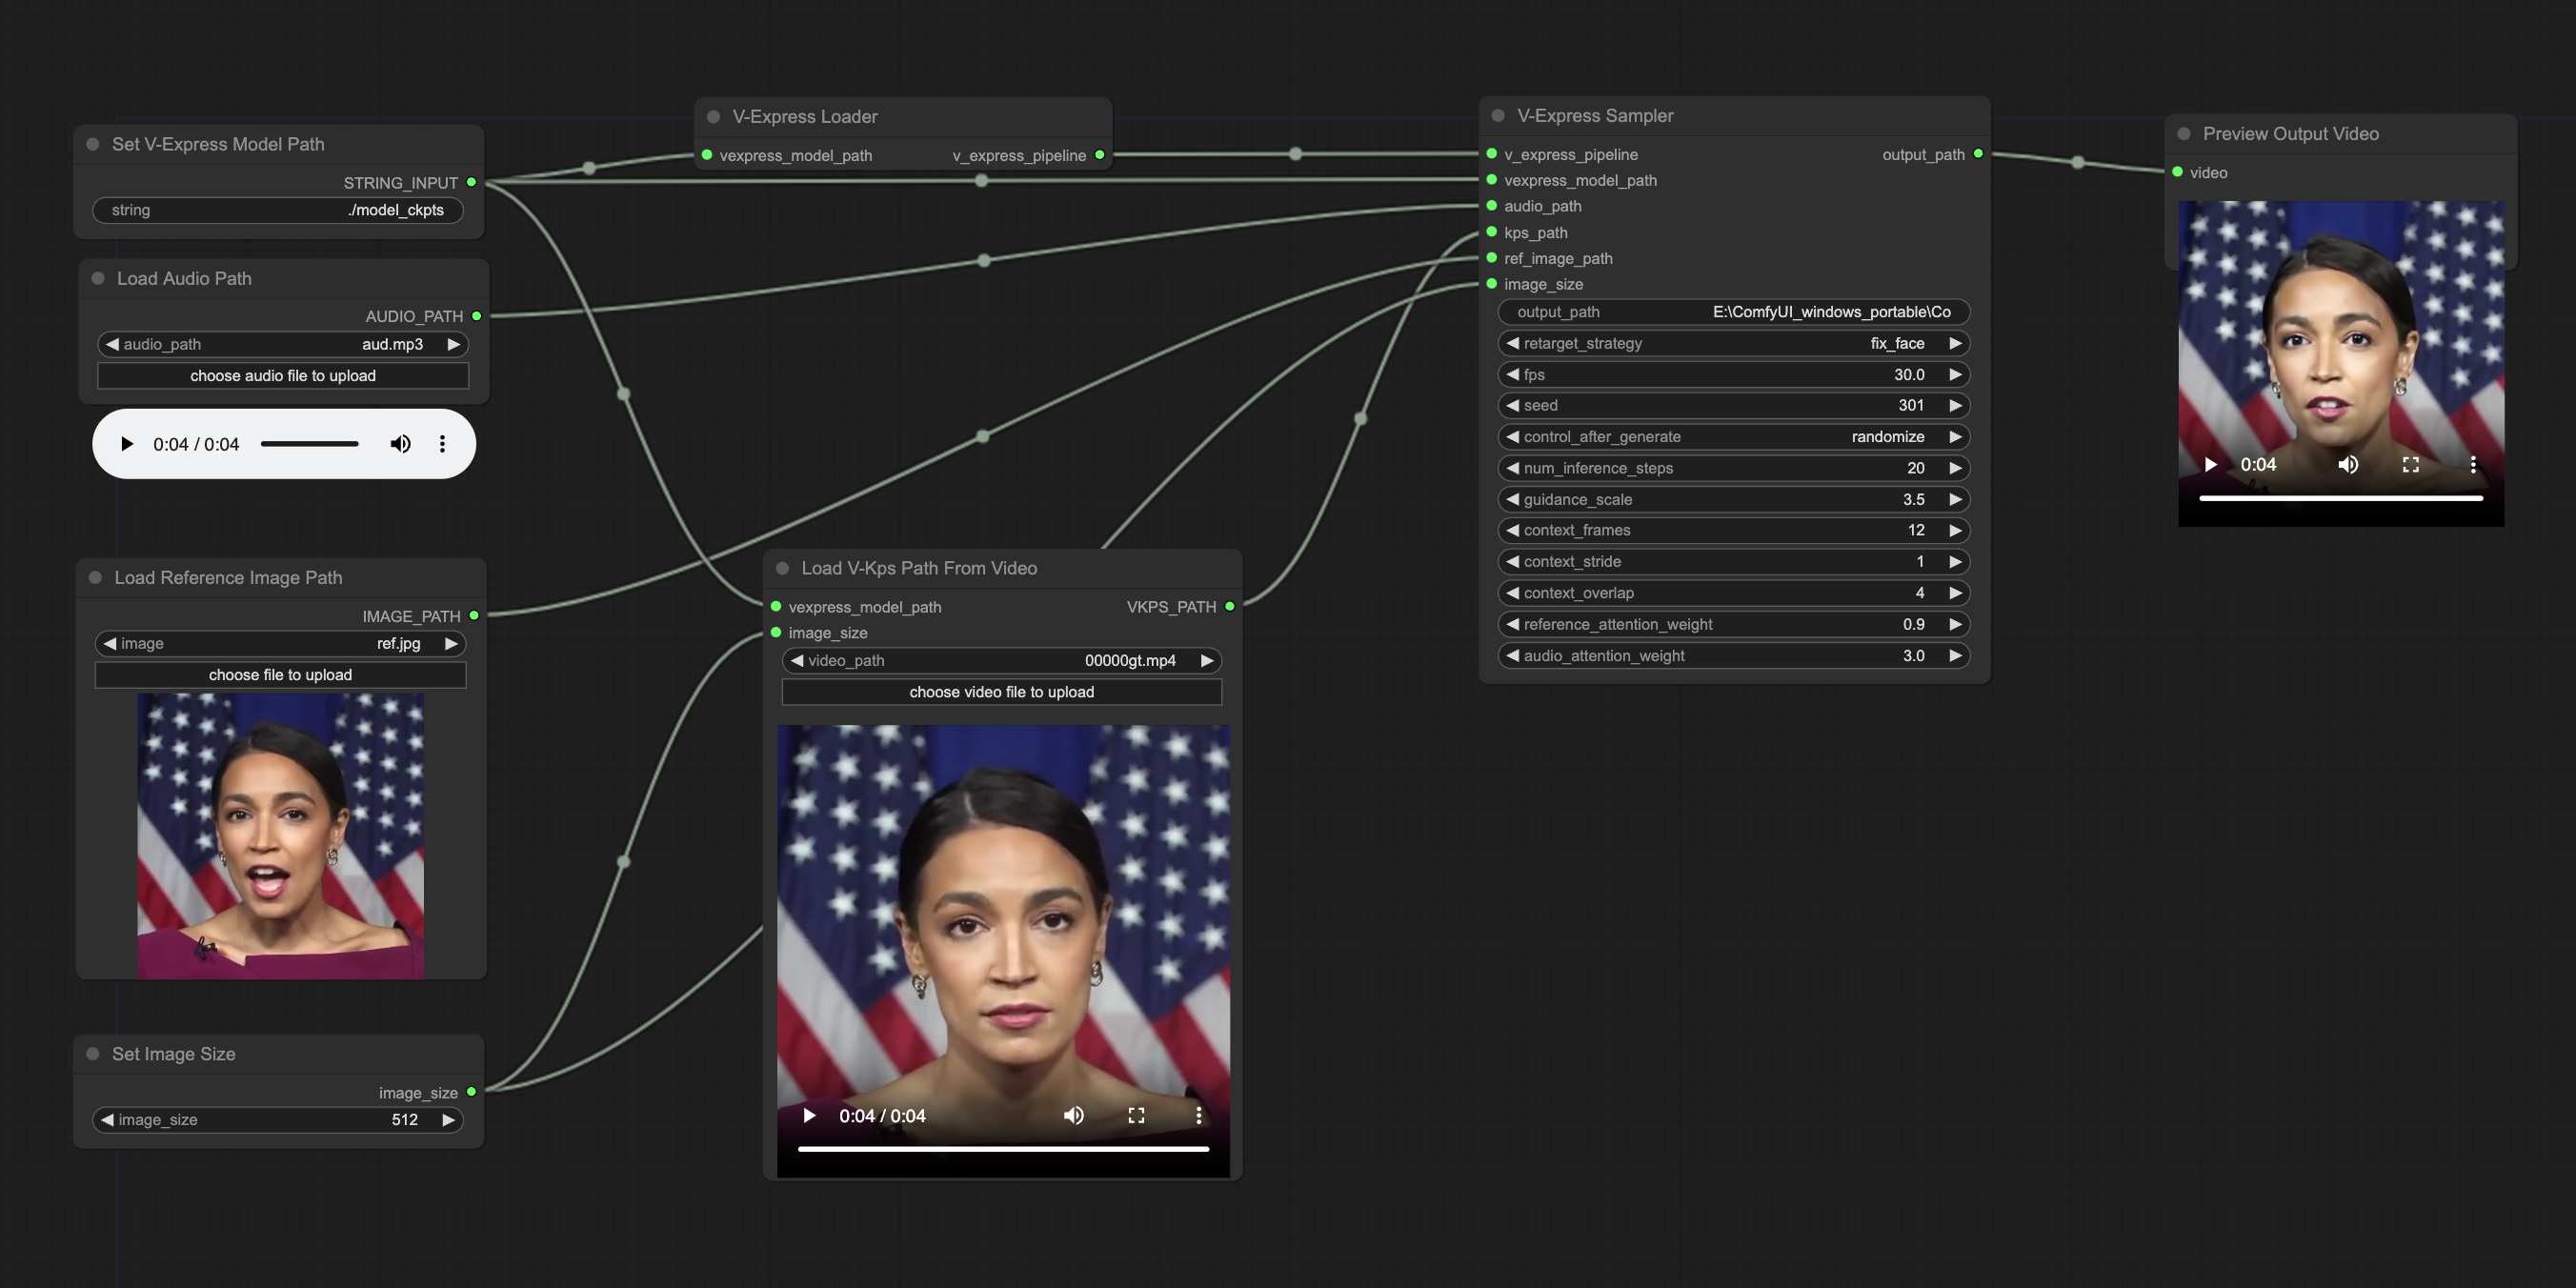 Set V-Express Model Path
STRING_INPUT
string ./model_ckpts
Load Audio Path
AUDIO_PATH
audio_path aud.mp3
choose audio file to upload
0:04 / 0:04
Load Reference Image Path
IMAGE_PATH
image ref.jpg
choose file to upload
Set Image Size
image_size
image_size 512
V-Express Loader
vexpress_model_path v_express_pipeline
Load V-Kps Path From Video
vexpress_model_path VKPS_PATH
image_size
video_path 00000gt.mp4
choose video file to upload
0:04 / 0:04
V-Express Sampler
v_express_pipeline output_path
vexpress_model_path
audio_path
kps_path
ref_image_path
image_size
output_path E:\ComfyUI_windows_portable\Co
retarget_strategy fix_face
fps 30.0
seed 301
control_after_generate randomize
num_inference_steps 20
guidance_scale 3.5
context_frames 12
context_stride 1
context_overlap 4
reference_attention_weight 0.9
audio_attention_weight 3.0
Preview Output Video
video
0:04